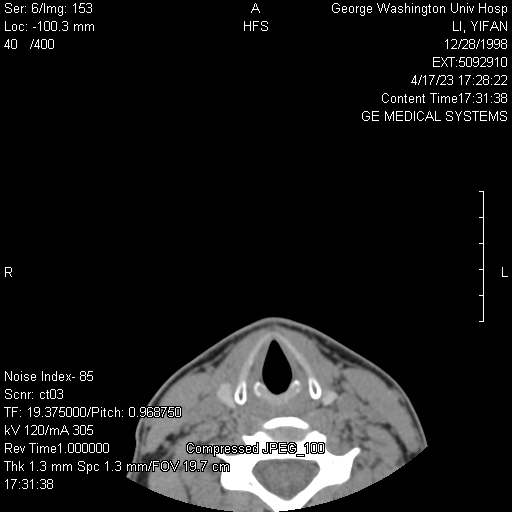 Ser: 6/Img: 153
Loc: -100.3 mm
40 /400
A
HFS
George Washington Univ Hosp
LI, YIFAN
12/28/1998
EXT:5092910
4/17/23 17:28:22
Content Time17:31:38
GE MEDICAL SYSTEMS
R
L
Noise Index- 85
Scnr: ct03
TF: 19.375000/Pitch: 0.968750
kV 120/mA 305
Rev Time1.000000
Compressed JPEG_100
Thk 1.3 mm Spc 1.3 mm/FOV 19.7 cm
17:31:38